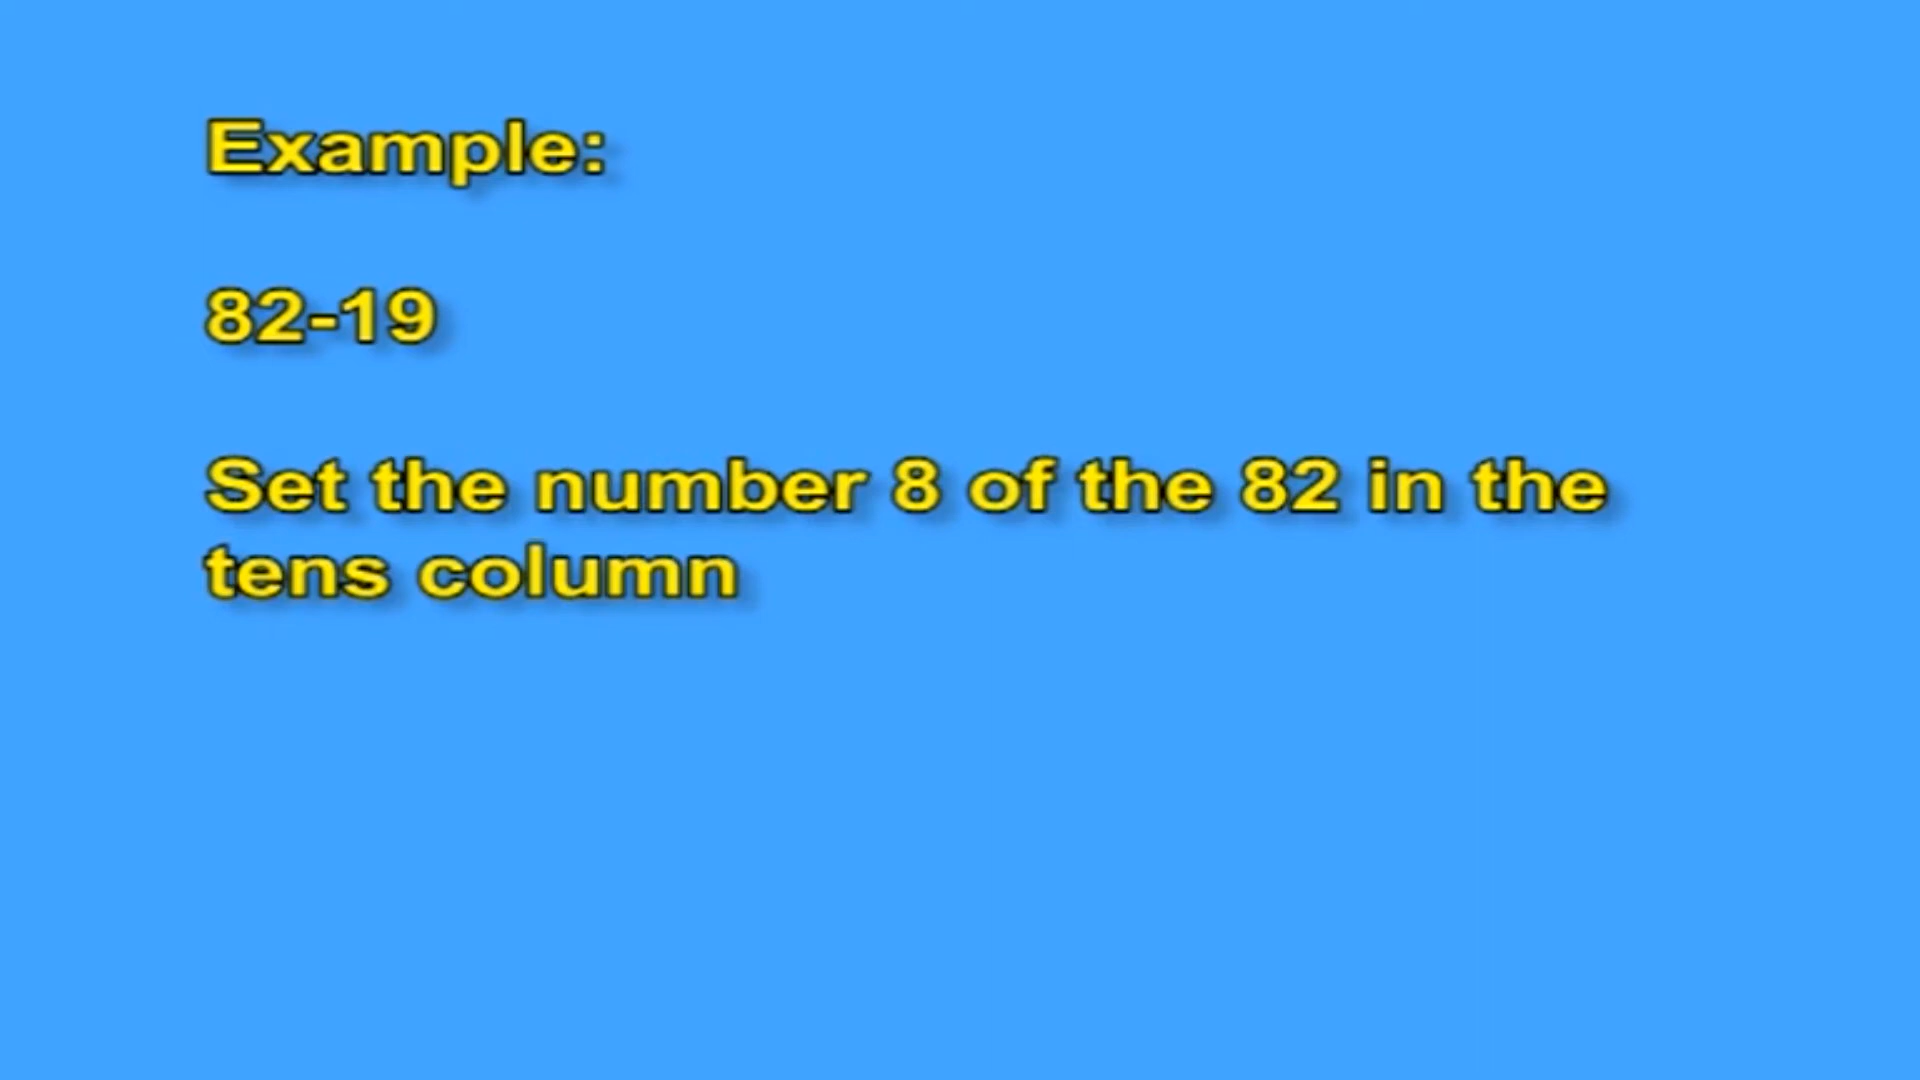 Example:
82-19
Set the number 8 of the 82 in the
tens column